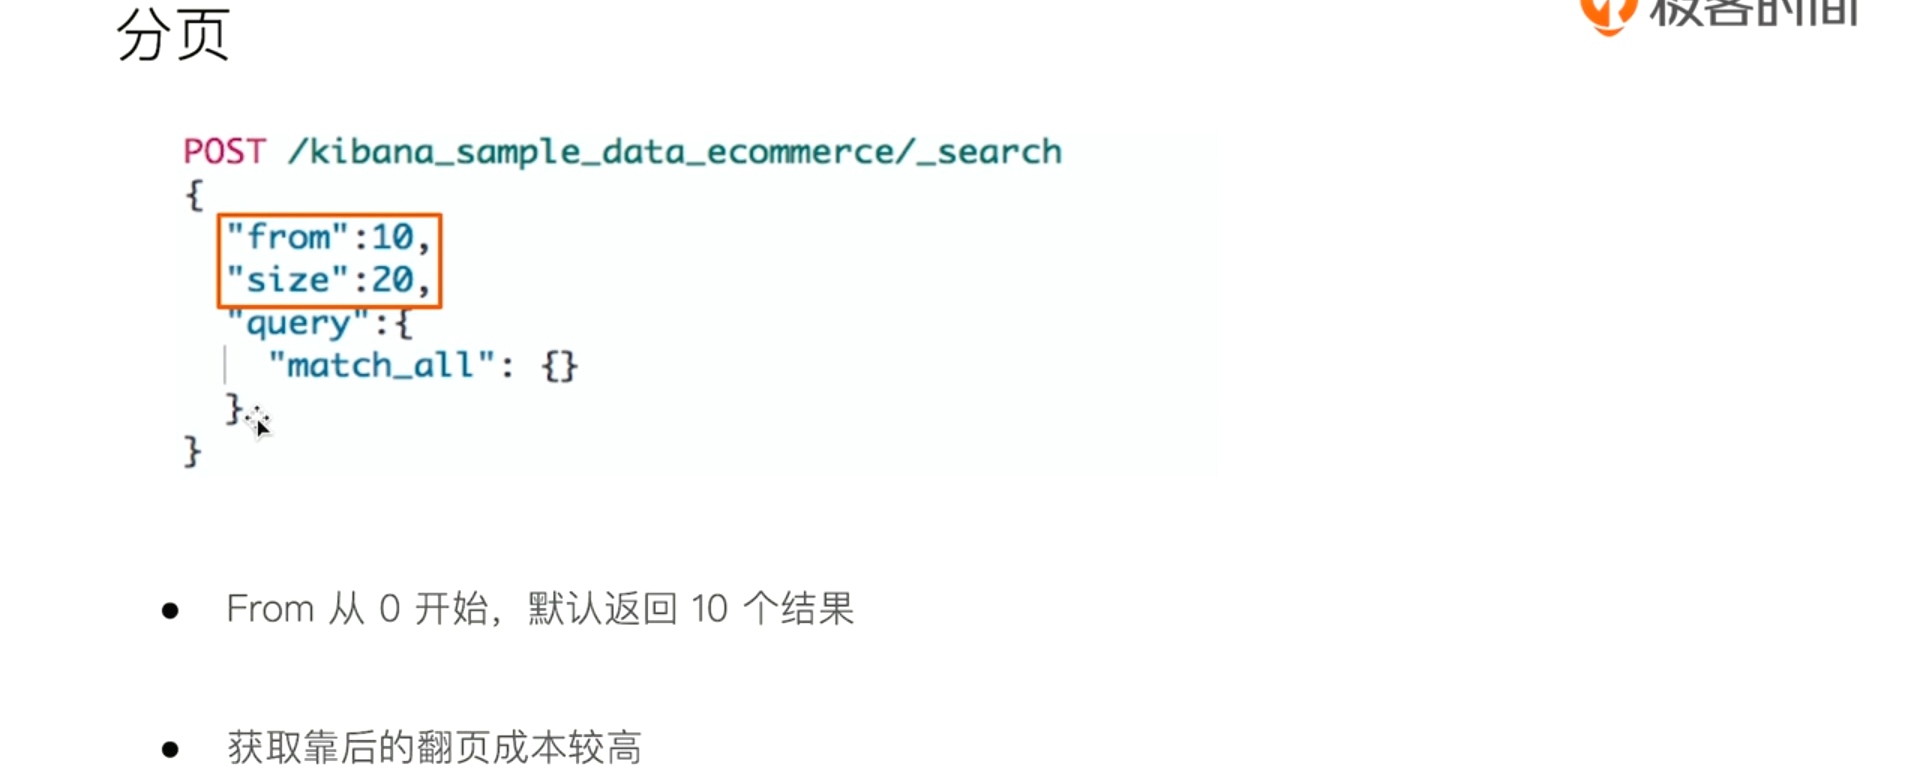 极客时间
分页
POST /kibana_sample_data_ecommerce/_search
{
"from":10,
"size":20,
"query":{
"match_all": {}
}
}
● From 从 0 开始，默认返回 10 个结果
● 获取靠后的翻页成本较高